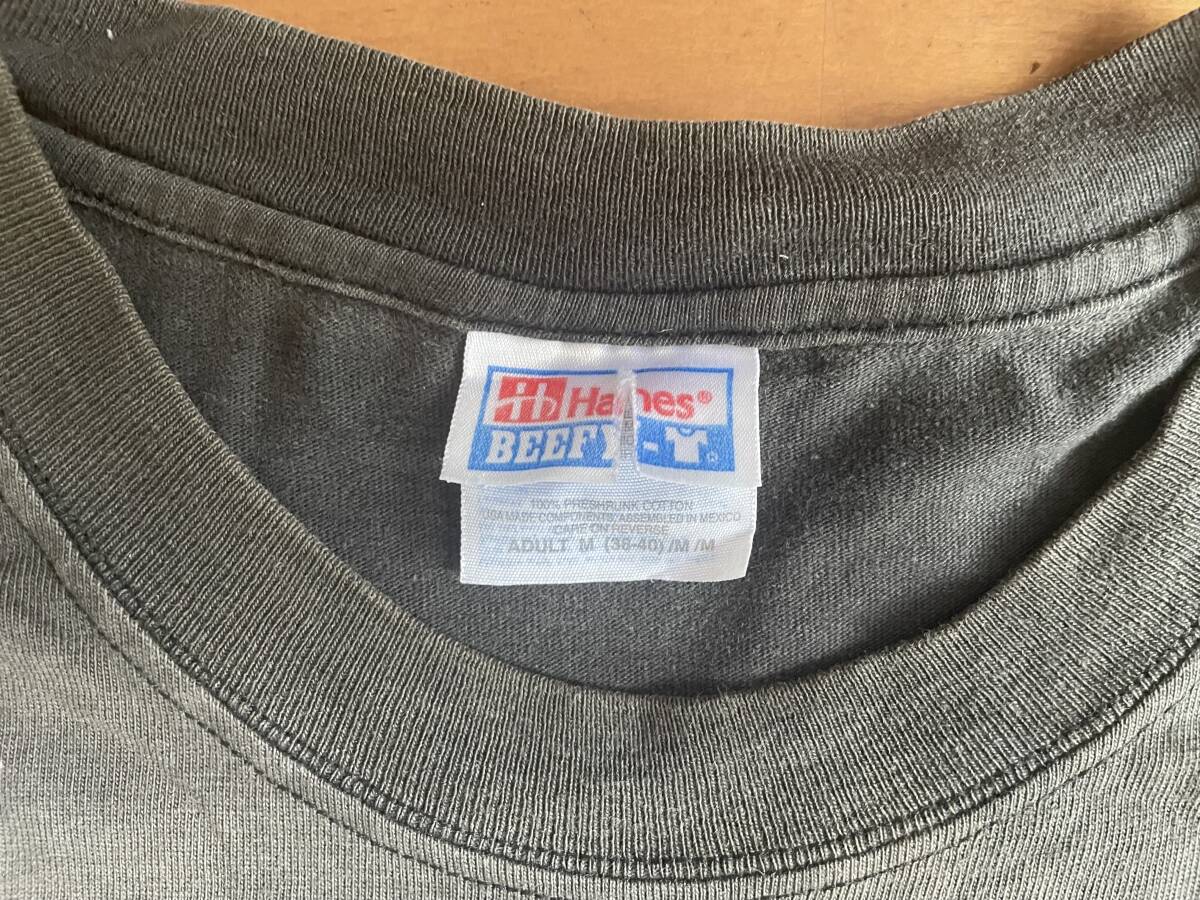 Hanes®
BEEFY-
100% PRESHRUNK COTTON
USA MADE COMPONENTS ASSEMBLED IN MEXICO
CARE ON REVERSE
ADULT M (38-40) /M /M